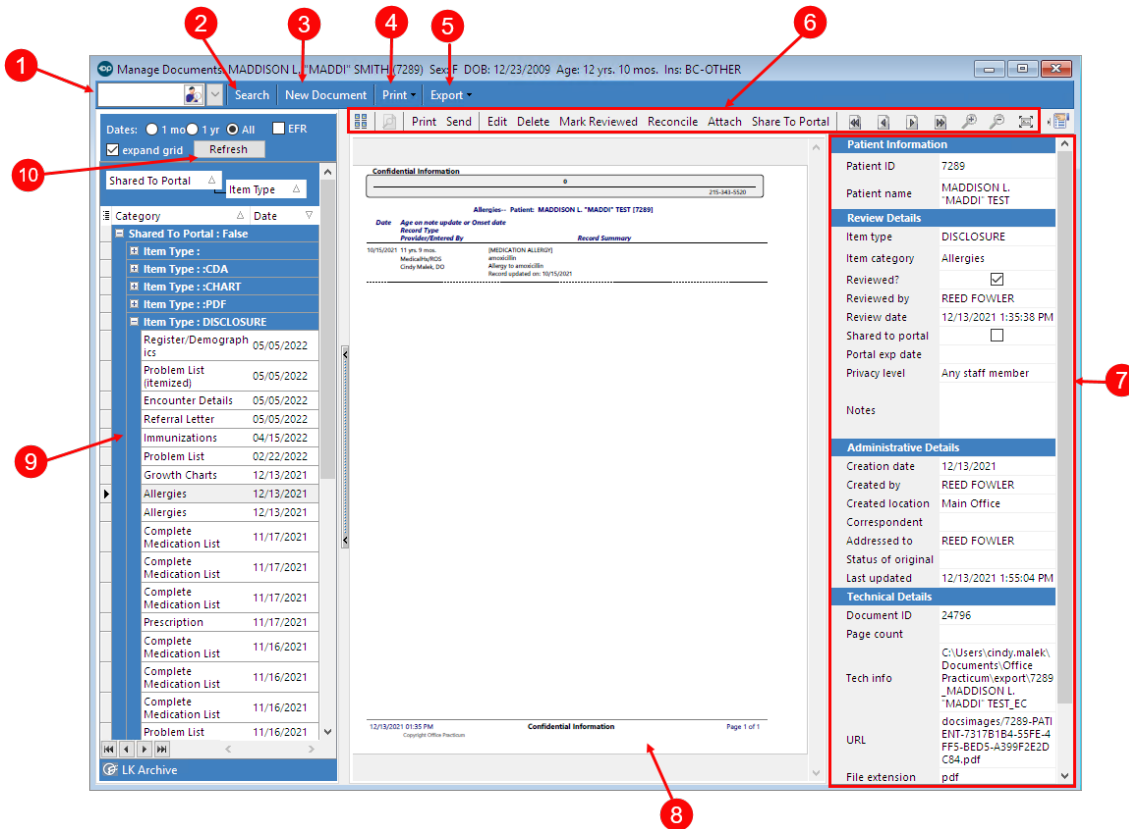 2
3
4
5
6
1
Manage Documents: MADDISON L. "MADDI" SMITH (7289) Sex: F DOB: 12/23/2009 Age: 12 yrs. 10 mos. Ins: BC-OTHER
Search New Document Print Export
Dates: 1 mo 1 yr All EFR
expand grid Refresh
10
Shared To Portal
Item Type
Category Date
Shared To Portal : False
Item Type :
Item Type : :CDA
Item Type : :CHART
Item Type : :PDF
Item Type : DISCLOSURE
Register/Demograph
ics 05/05/2022
Problem List
(itemized) 05/05/2022
Encounter Details 05/05/2022
Referral Letter 05/05/2022
Immunizations 04/15/2022
Problem List 02/22/2022
Growth Charts 12/13/2021
Allergies 12/13/2021
Allergies 12/13/2021
Complete
Medication List 11/17/2021
Complete
Medication List 11/17/2021
Complete
Medication List 11/17/2021
Prescription 11/17/2021
Complete
Medication List 11/16/2021
Complete
Medication List 11/16/2021
Complete
Medication List 11/16/2021
Problem List 11/16/2021
LK Archive
9
Print Send Edit Delete Mark Reviewed Reconcile Attach Share To Portal
Confidential Information
0
215-343-5520
Allergies-- Patient: MADDISON L. "MADDI" TEST [7289]
Date Age on note update or Onset date
Record Type
Provider/Entered By Record Summary
10/15/2021 11 yrs. 9 mos. [MEDICATION ALLERGY]
MedicalHx/ROS amoxicillin
Cindy Malek, DO Allergy to amoxicillin
Record updated on: 10/15/2021
12/13/2021 01:35 PM Confidential Information Page 1 of 1
Copyright Office Practicum
8
Patient Information
Patient ID 7289
Patient name MADDISON L.
"MADDI" TEST
Review Details
Item type DISCLOSURE
Item category Allergies
Reviewed?
Reviewed by REED FOWLER
Review date 12/13/2021 1:35:38 PM
Shared to portal
Portal exp date
Privacy level Any staff member
Notes
Administrative Details
Creation date 12/13/2021
Created by REED FOWLER
Created location Main Office
Correspondent
Addressed to REED FOWLER
Status of original
Last updated 12/13/2021 1:55:04 PM
Technical Details
Document ID 24796
Page count
Tech info C:\Users\cindy.malek\
Documents\Office
Practicum\export\7289
_MADDISON L.
"MADDI" TEST_EC
URL docsimages/7289-PATI
ENT-7317B1B4-55FE-4
FF5-BED5-A399F2E2D
C84.pdf
File extension pdf
7